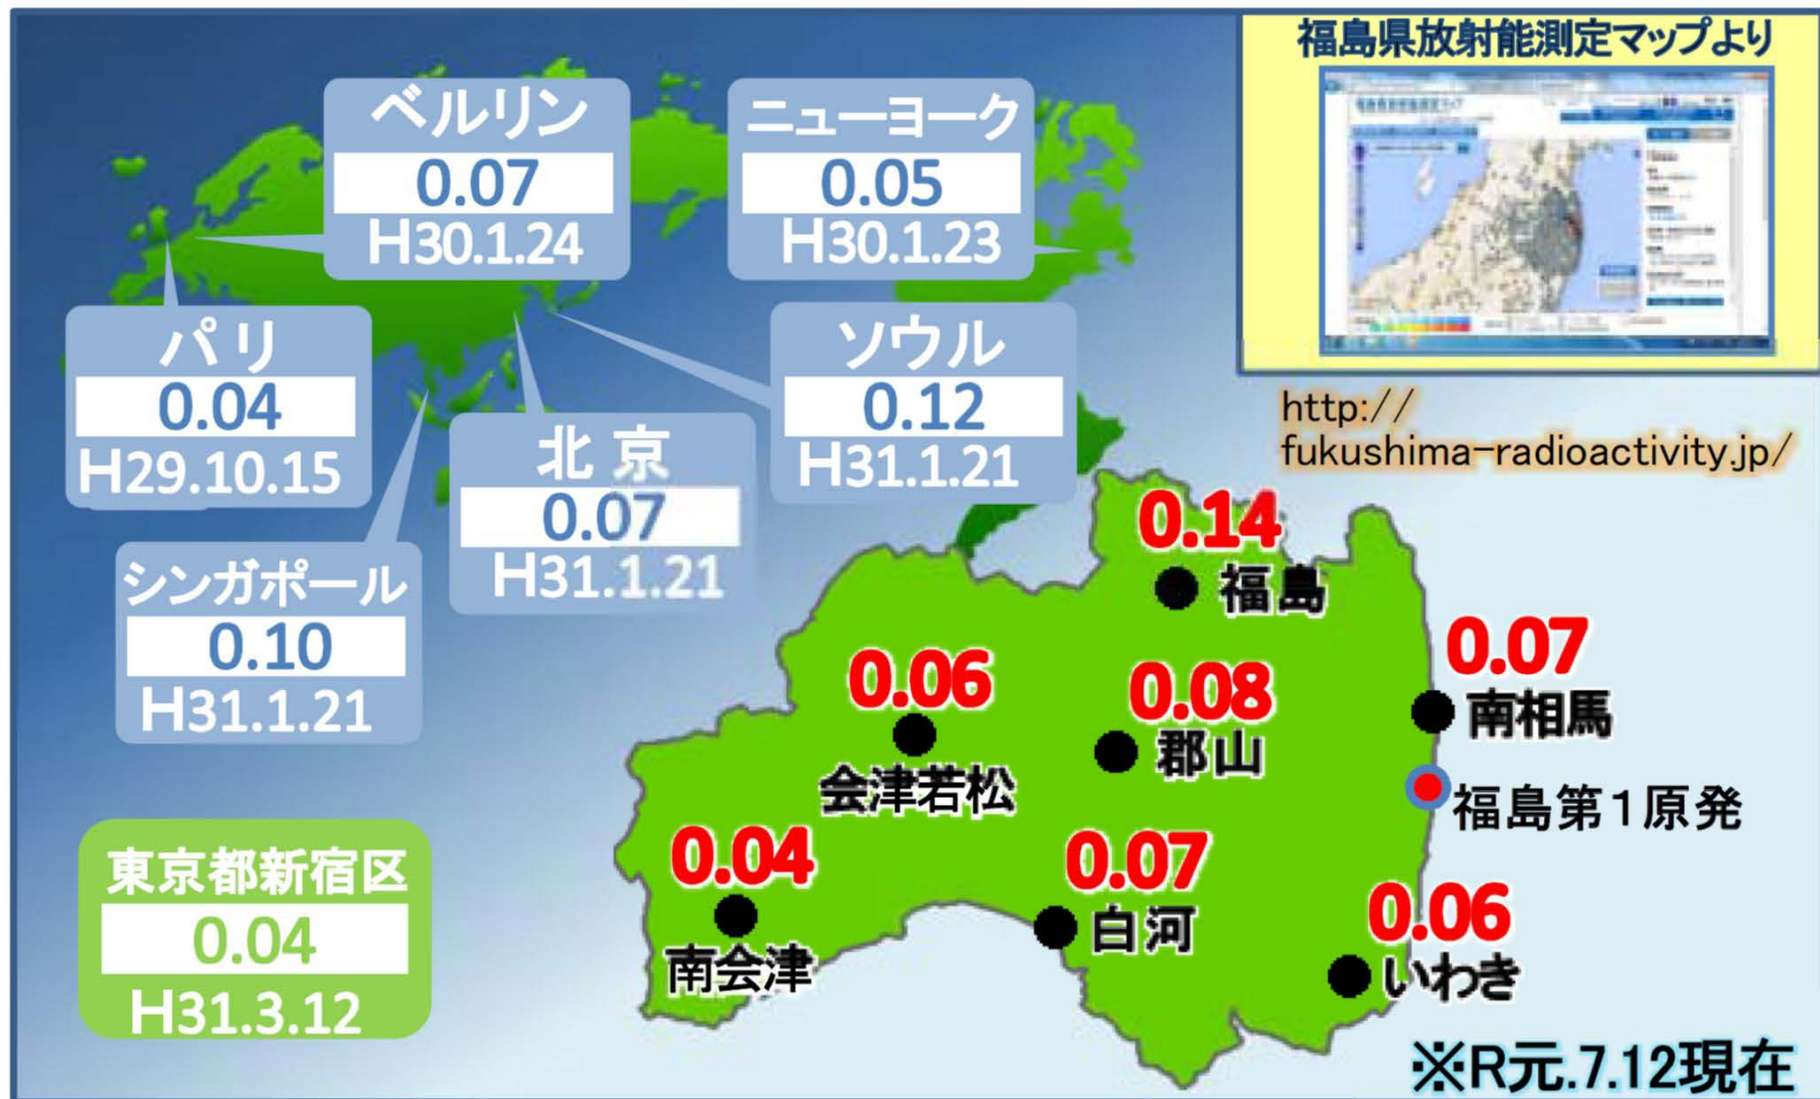 福島県放射能測定マップより
ベルリン
0.07
H30.1.24
ニューヨーク
0.05
H30.1.23
パリ
0.04
H29.10.15
ソウル
0.12
H31.1.21
北京
0.07
H31.1.21
シンガポール
0.10
H31.1.21
東京都新宿区
0.04
H31.3.12
http://
fukushima-radioactivity.jp/
0.14
福島
0.07
南相馬
0.06
会津若松
0.08
郡山
福島第1原発
0.04
南会津
0.07
白河
0.06
いわき
※R元.7.12現在